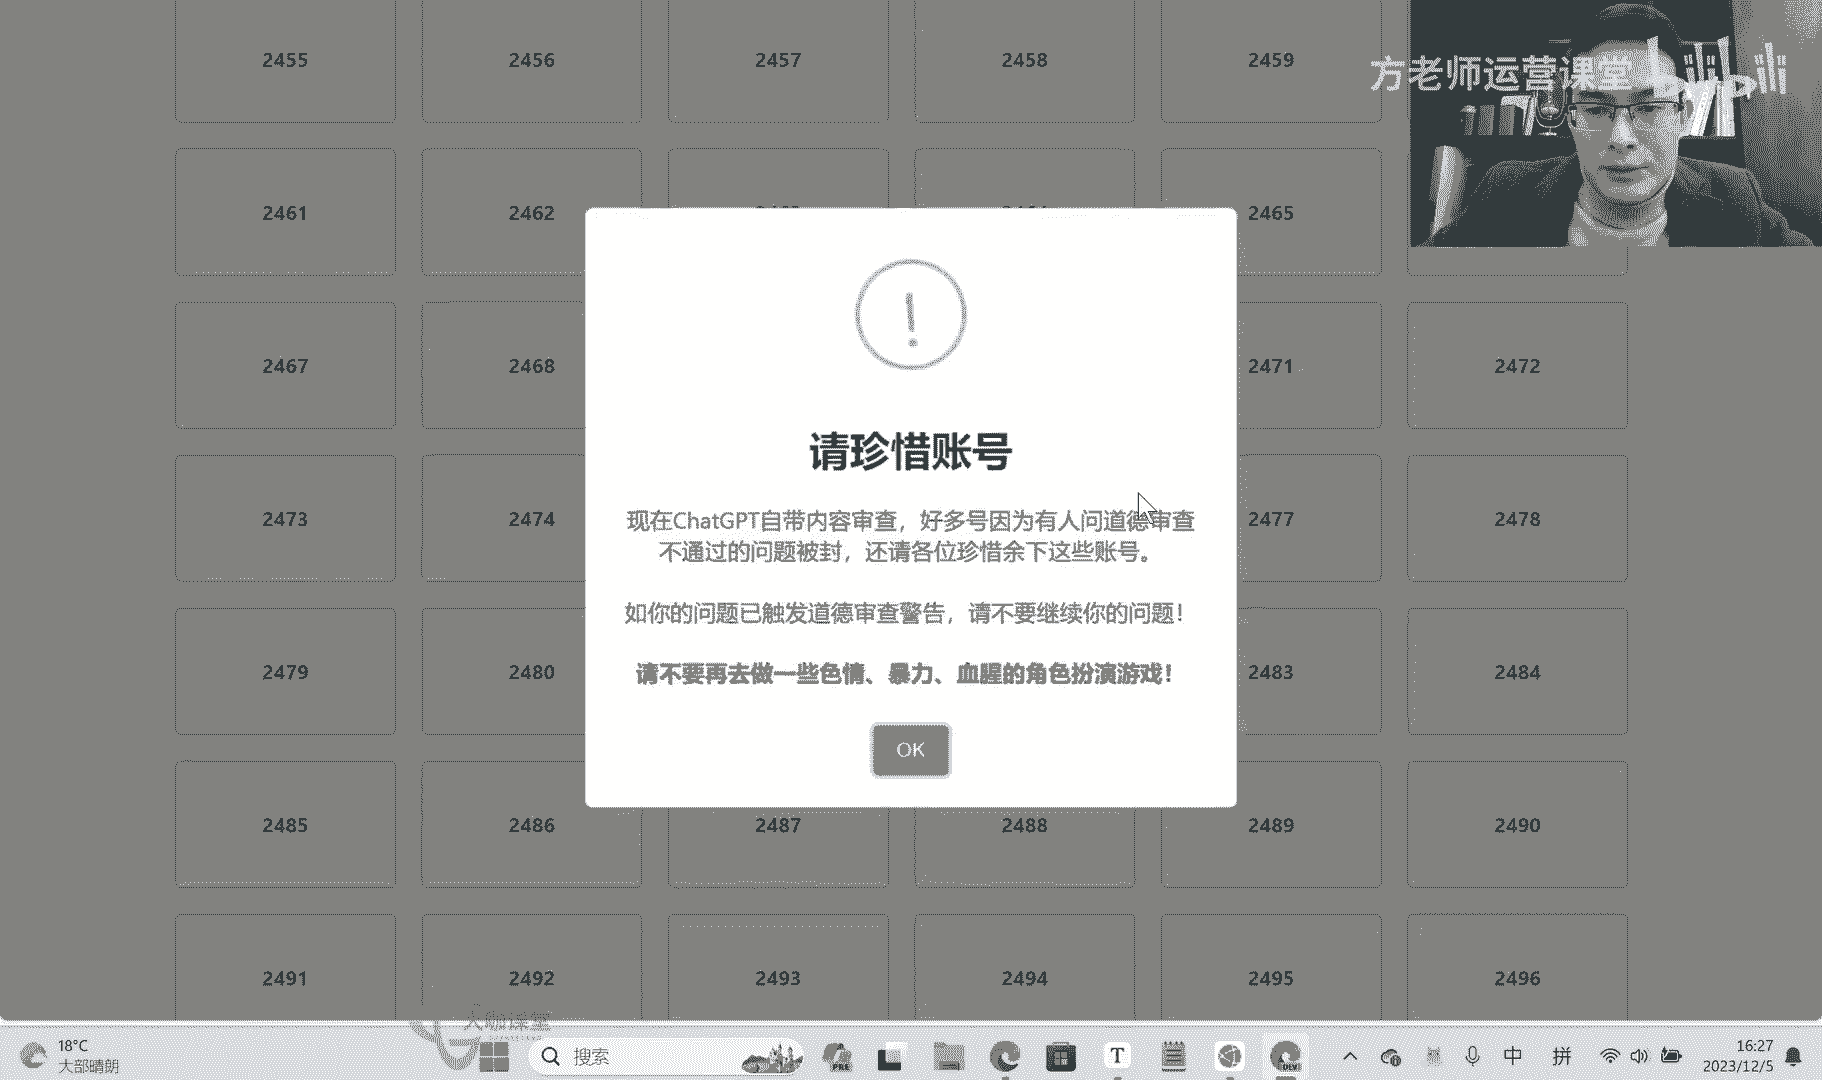 2455 2456 2457 2458 2459
方老师运营课堂 bilibili
2461 2462 2465
2467 2468 2471 2472
2473 2474 2477 2478
2479 2480 2483 2484
2485 2486 2487 2488 2489 2490
2491 2492 2493 2494 2495 2496
请珍惜账号
现在ChatGPT自带内容审查，好多号因为有人问道德审查
不通过的问题被封，还请各位珍惜余下这些账号。
如你的问题已触发道德审查警告，请不要继续你的问题！
请不要再去做一些色情、暴力、血腥的角色扮演游戏！
OK
大咖课堂
18°C
大部晴朗
搜索
PRE
T
DEV
中
拼
16:27
2023/12/5